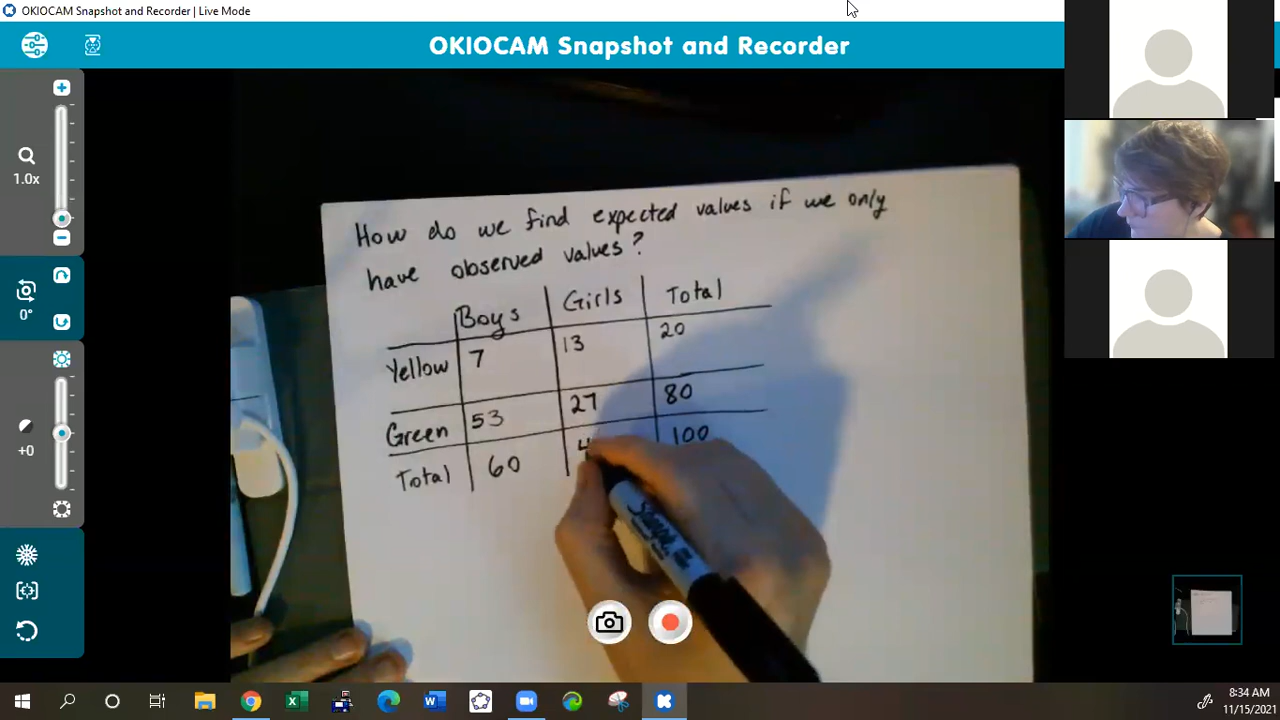 OKIOCAM Snapshot and Recorder | Live Mode
OKIOCAM Snapshot and Recorder
1.0x
0°
+0
How do we find expected values if we only
have observed values?
Boys Girls Total
Yellow 7 13 20
Green 53 27 80
Total 60 4 100
Sharpie
8:34 AM
11/15/2021